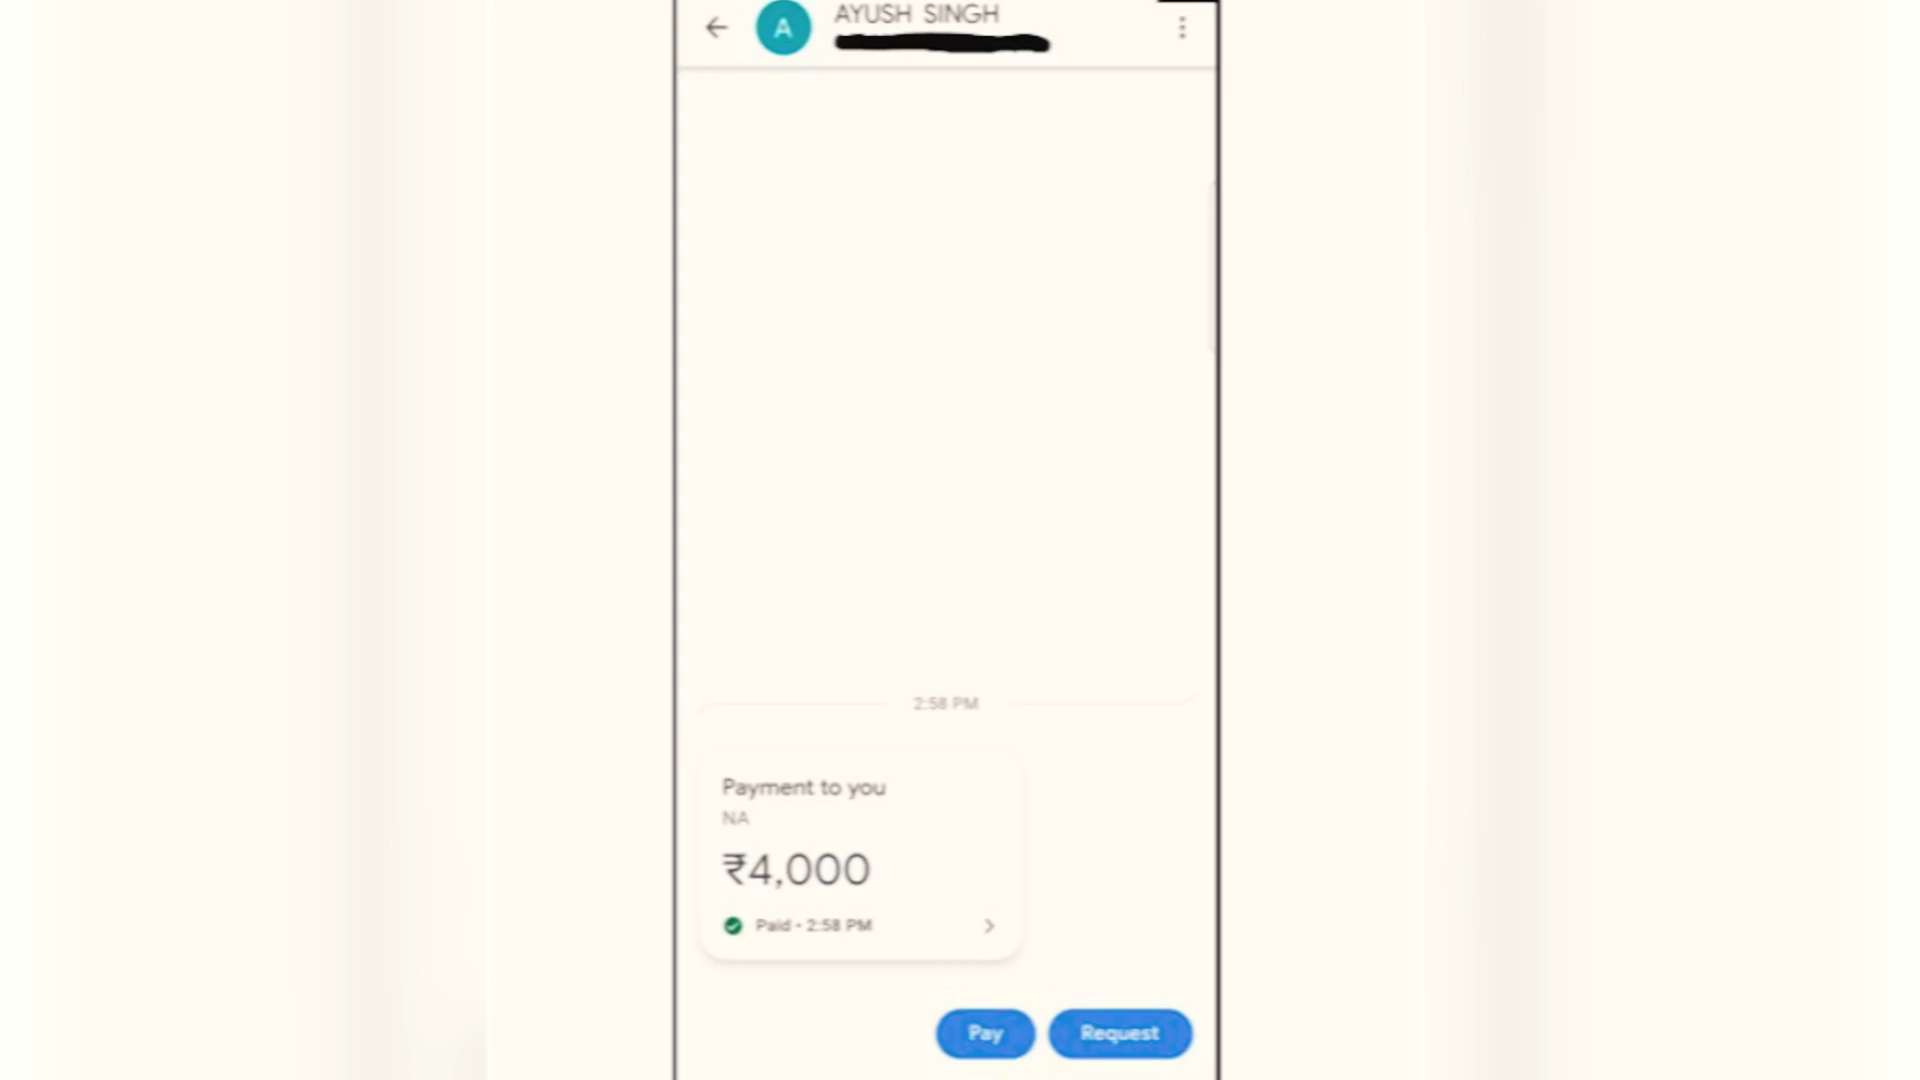 A
AYUSH SINGH
2:58 PM
Payment to you
NA
₹4,000
Paid • 2:58 PM
Pay
Request